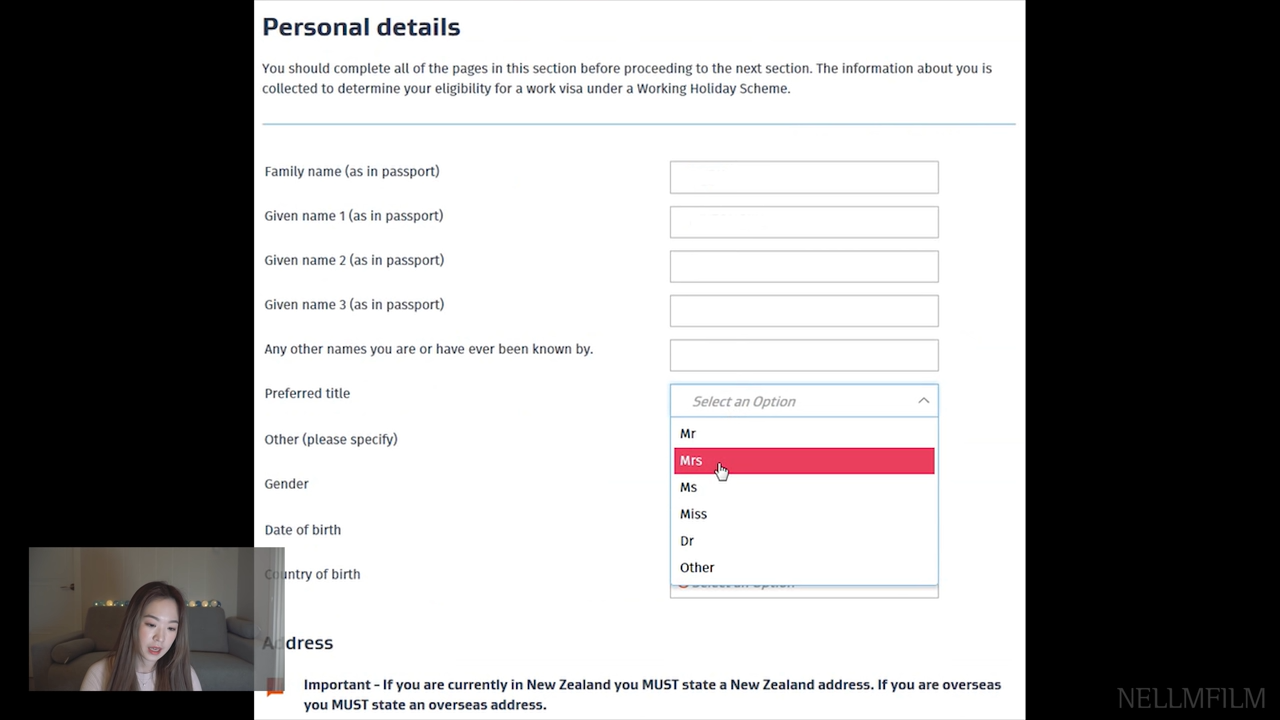 Personal details
You should complete all of the pages in this section before proceeding to the next section. The information about you is
collected to determine your eligibility for a work visa under a Working Holiday Scheme.
Family name (as in passport)
Given name 1 (as in passport)
Given name 2 (as in passport)
Given name 3 (as in passport)
Any other names you are or have ever been known by.
Preferred title
Select an Option
Mr
Mrs
Other (please specify)
Ms
Gender
Miss
Date of birth
Dr
Other
Country of birth
Select an Option
Address
Important - If you are currently in New Zealand you MUST state a New Zealand address. If you are overseas
you MUST state an overseas address.
NELLMFILM